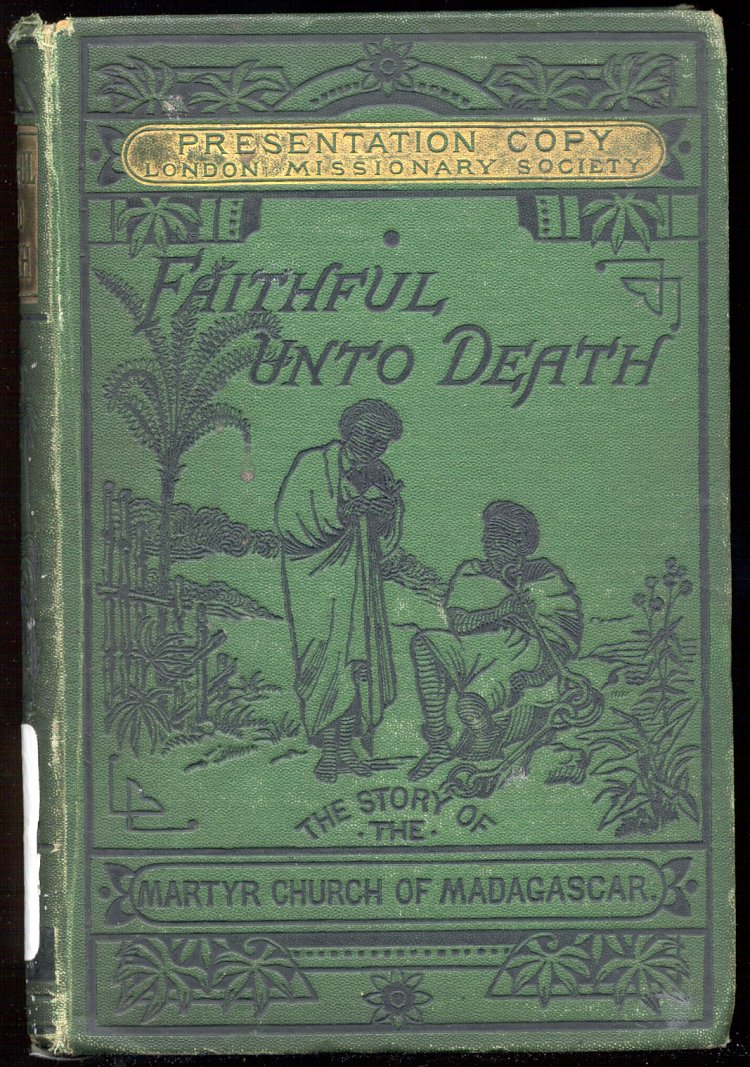 PRESENTATION COPY
LONDON MISSIONARY SOCIETY
FAITHFUL
UNTO DEATH
THE STORY OF
·THE·
MARTYR CHURCH OF MADAGASCAR.